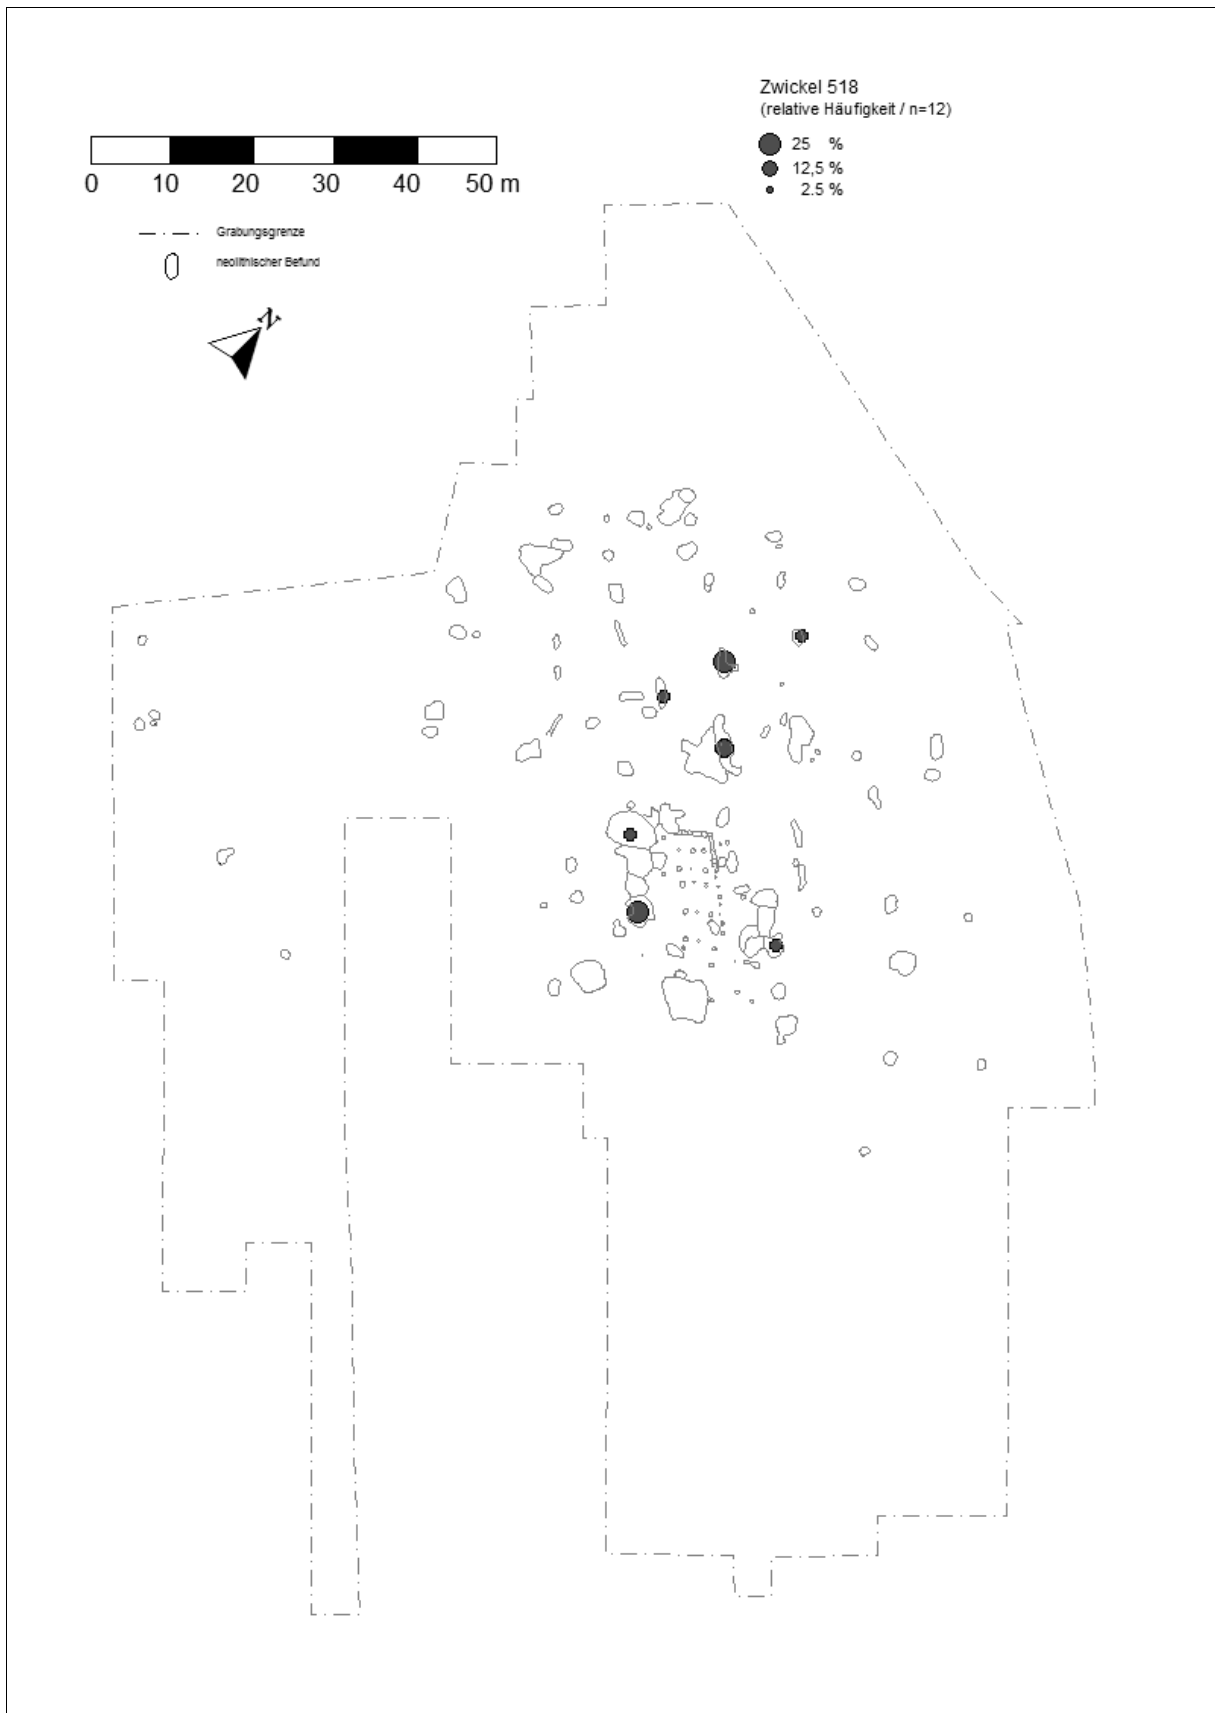 Zwickel 518
(relative Häufigkeit / n=12)
25 %
12,5 %
2.5 %
0 10 20 30 40 50 m
Grabungsgrenze
neolithischer Befund
N